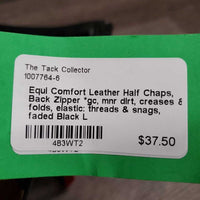 The Tack Collector
1007764-6
Equi Comfort Leather Half Chaps,
Back Zipper *gc, mnr dirt, creases &
folds, elastic: threads & snags,
faded Black L
$37.50
4B3WT2